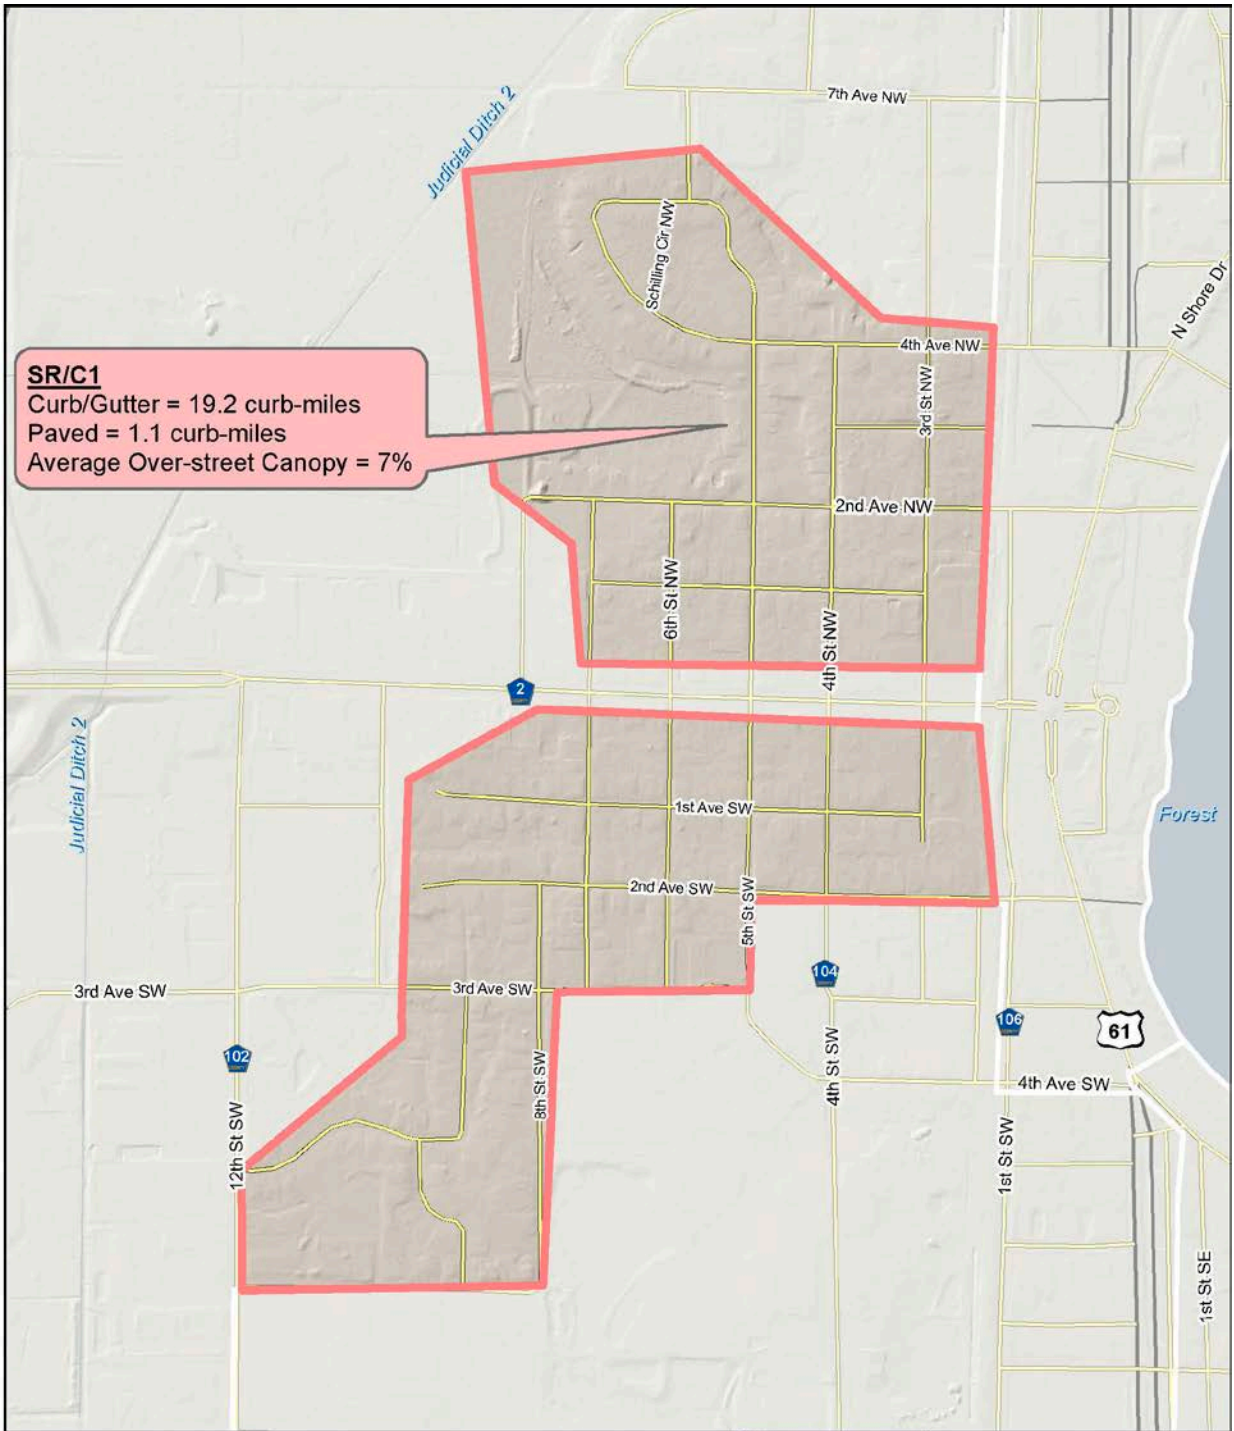 7th Ave NW
Judicial Ditch 2
Schilling Cir NW
N Shore Dr
4th Ave NW
SR/C1
Curb/Gutter = 19.2 curb-miles
Paved = 1.1 curb-miles
Average Over-street Canopy = 7%
3rd St NW
2nd Ave NW
6th St NW
4th St NW
2
Judicial Ditch 2
1st Ave SW
Forest
2nd Ave SW
5th St SW
104
3rd Ave SW
3rd Ave SW
106
61
102
8th St SW
4th St SW
4th Ave SW
12th St SW
1st St SW
1st St SE